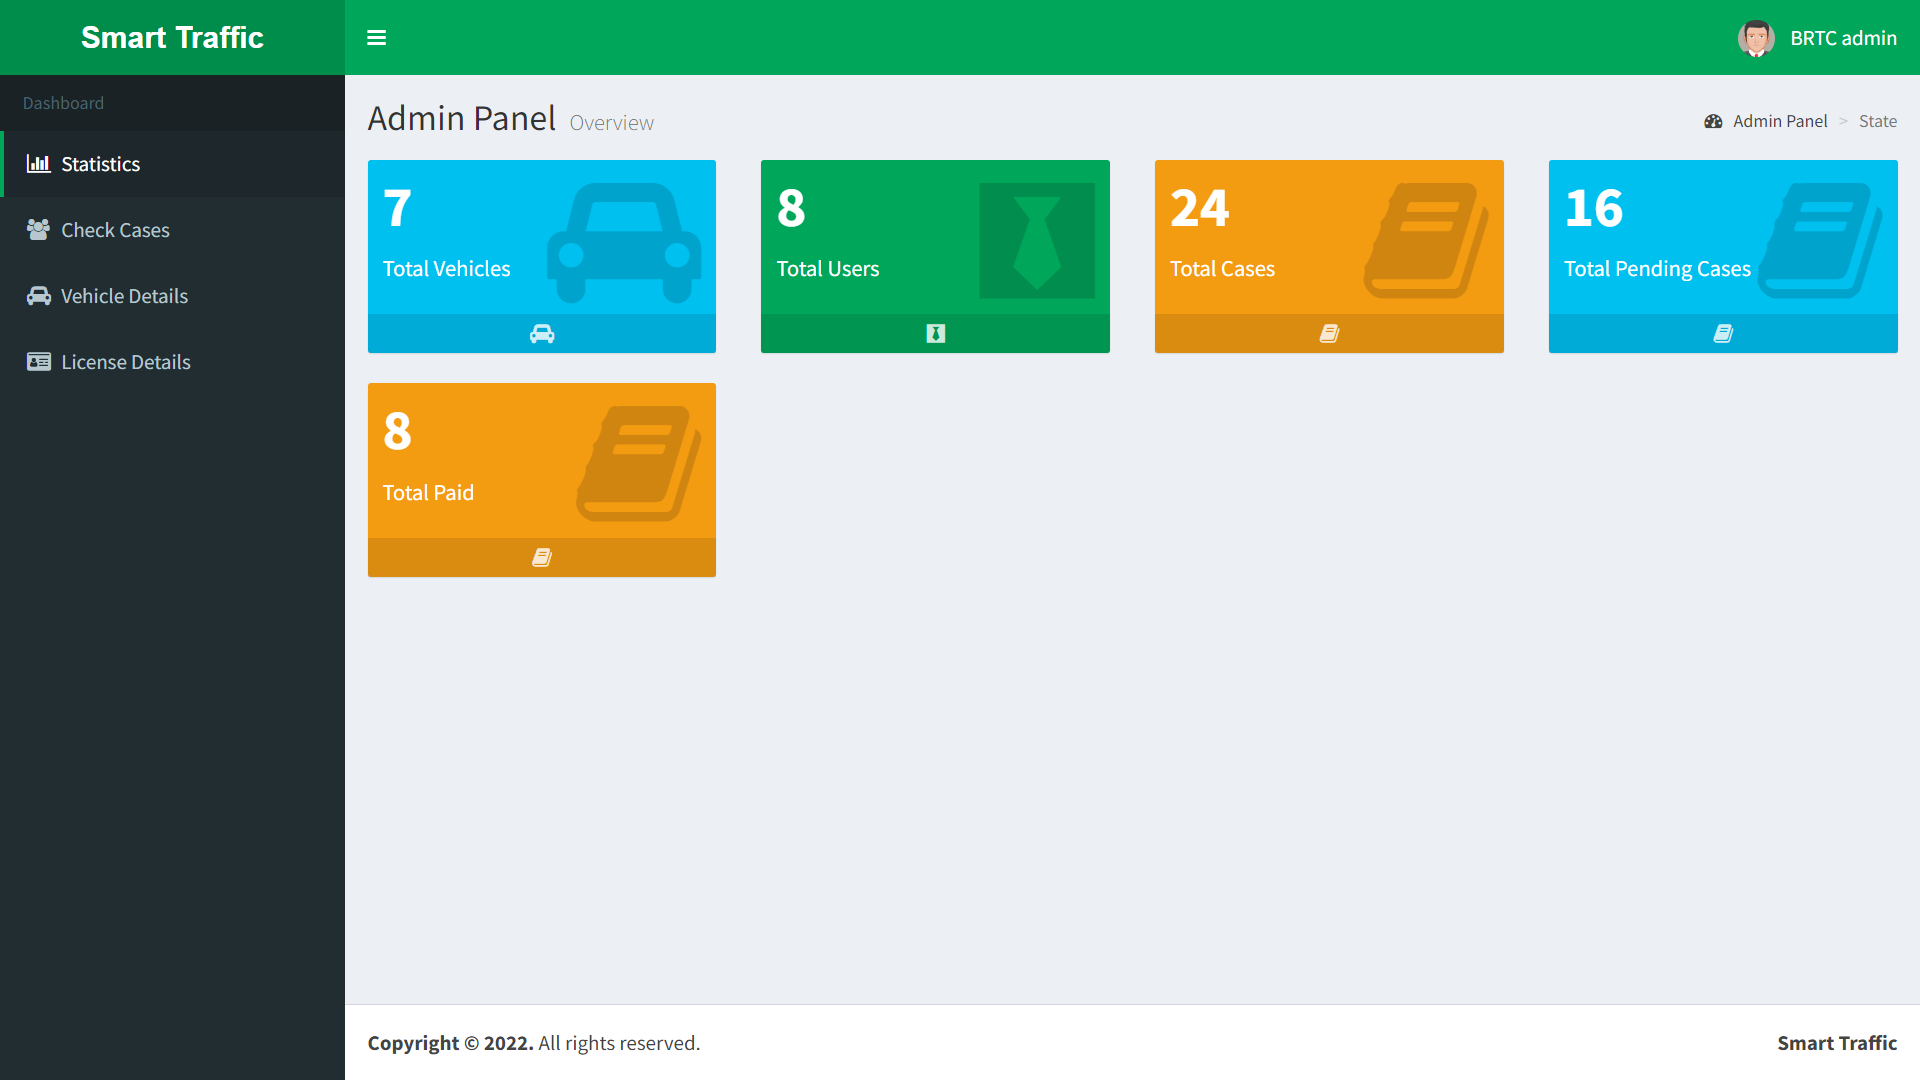 Smart Traffic
BRTC admin
Dashboard
Statistics
Check Cases
Vehicle Details
License Details
Admin Panel Overview
Admin Panel > State
7
Total Vehicles
8
Total Users
24
Total Cases
16
Total Pending Cases
8
Total Paid
Copyright © 2022. All rights reserved.
Smart Traffic